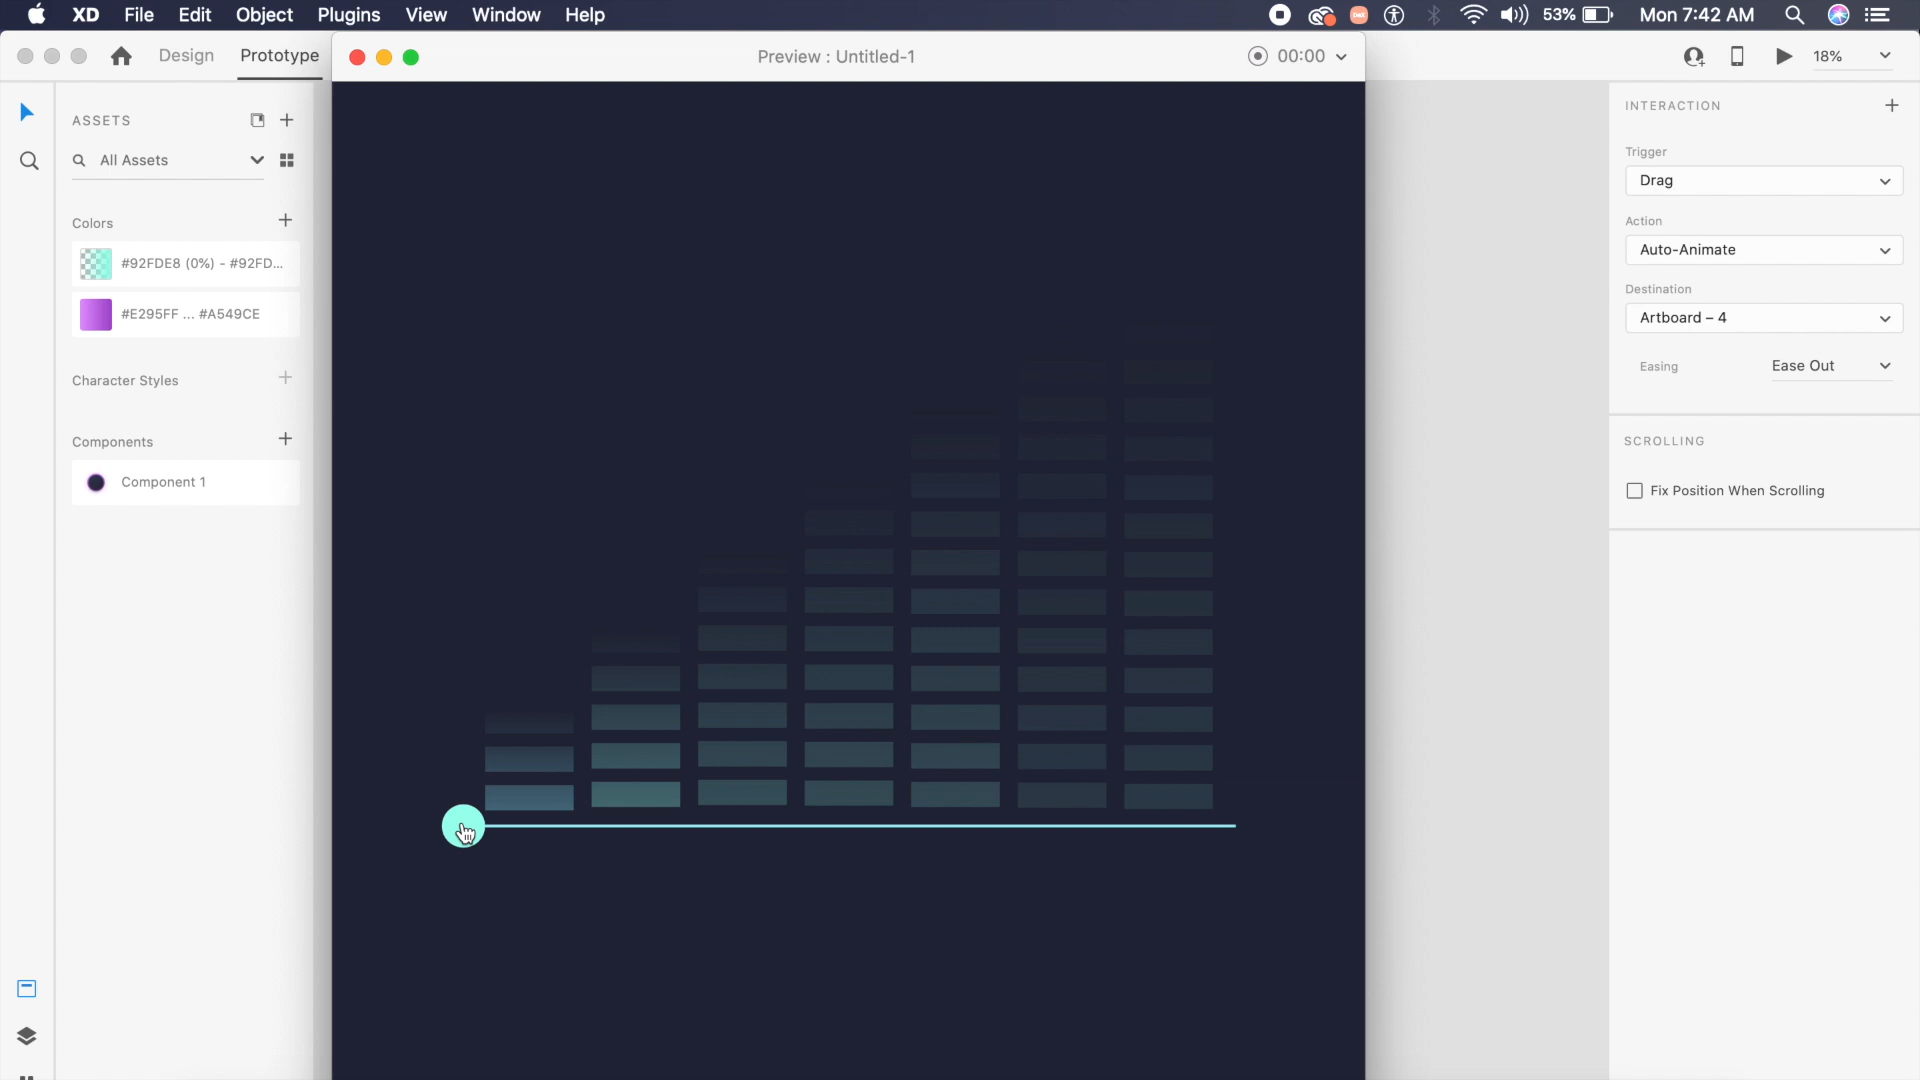 XD File Edit Object Plugins View Window Help
53% Mon 7:42 AM
Design Prototype
Preview : Untitled-1
00:00
18%
ASSETS
All Assets
Colors
#92FDE8 (0%) - #92FD...
#E295FF ... #A549CE
Character Styles
Components
Component 1
INTERACTION
Trigger
Drag
Action
Auto-Animate
Destination
Artboard – 4
Easing Ease Out
SCROLLING
Fix Position When Scrolling